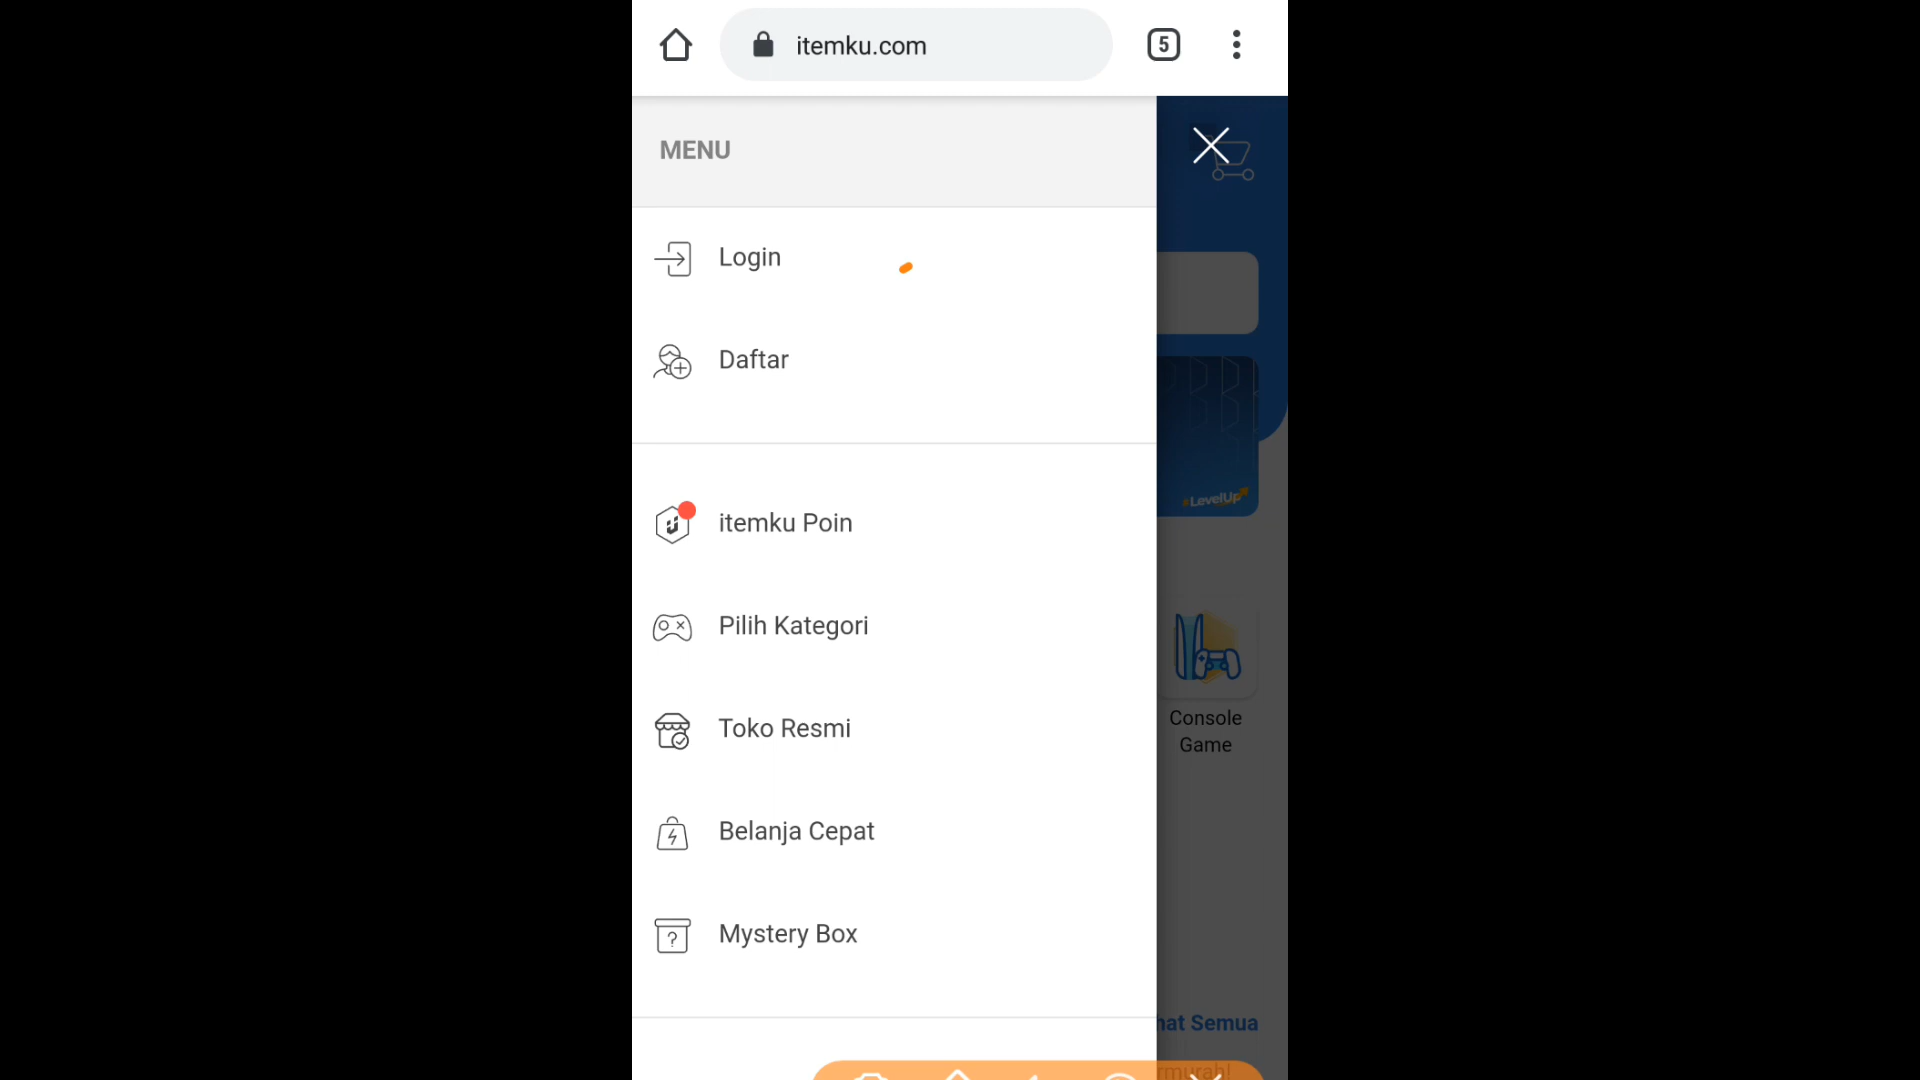 itemku.com
5
MENU
Login
Daftar
itemku Poin
Pilih Kategori
Toko Resmi
Belanja Cepat
Mystery Box
#LevelUp
Console
Game
hat Semua
rmurah!